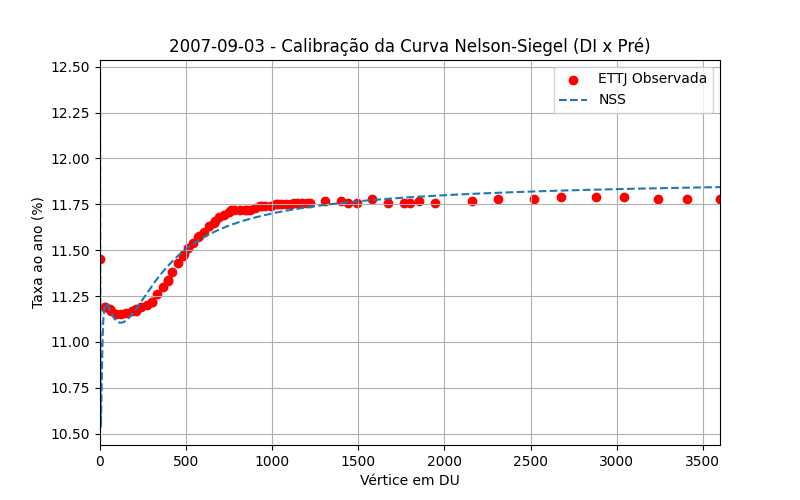 2007-09-03 - Calibração da Curva Nelson-Siegel (DI x Pré)
ETTJ Observada
NSS
Taxa ao ano (%)
12.50
12.25
12.00
11.75
11.50
11.25
11.00
10.75
10.50
0 500 1000 1500 2000 2500 3000 3500
Vértice em DU